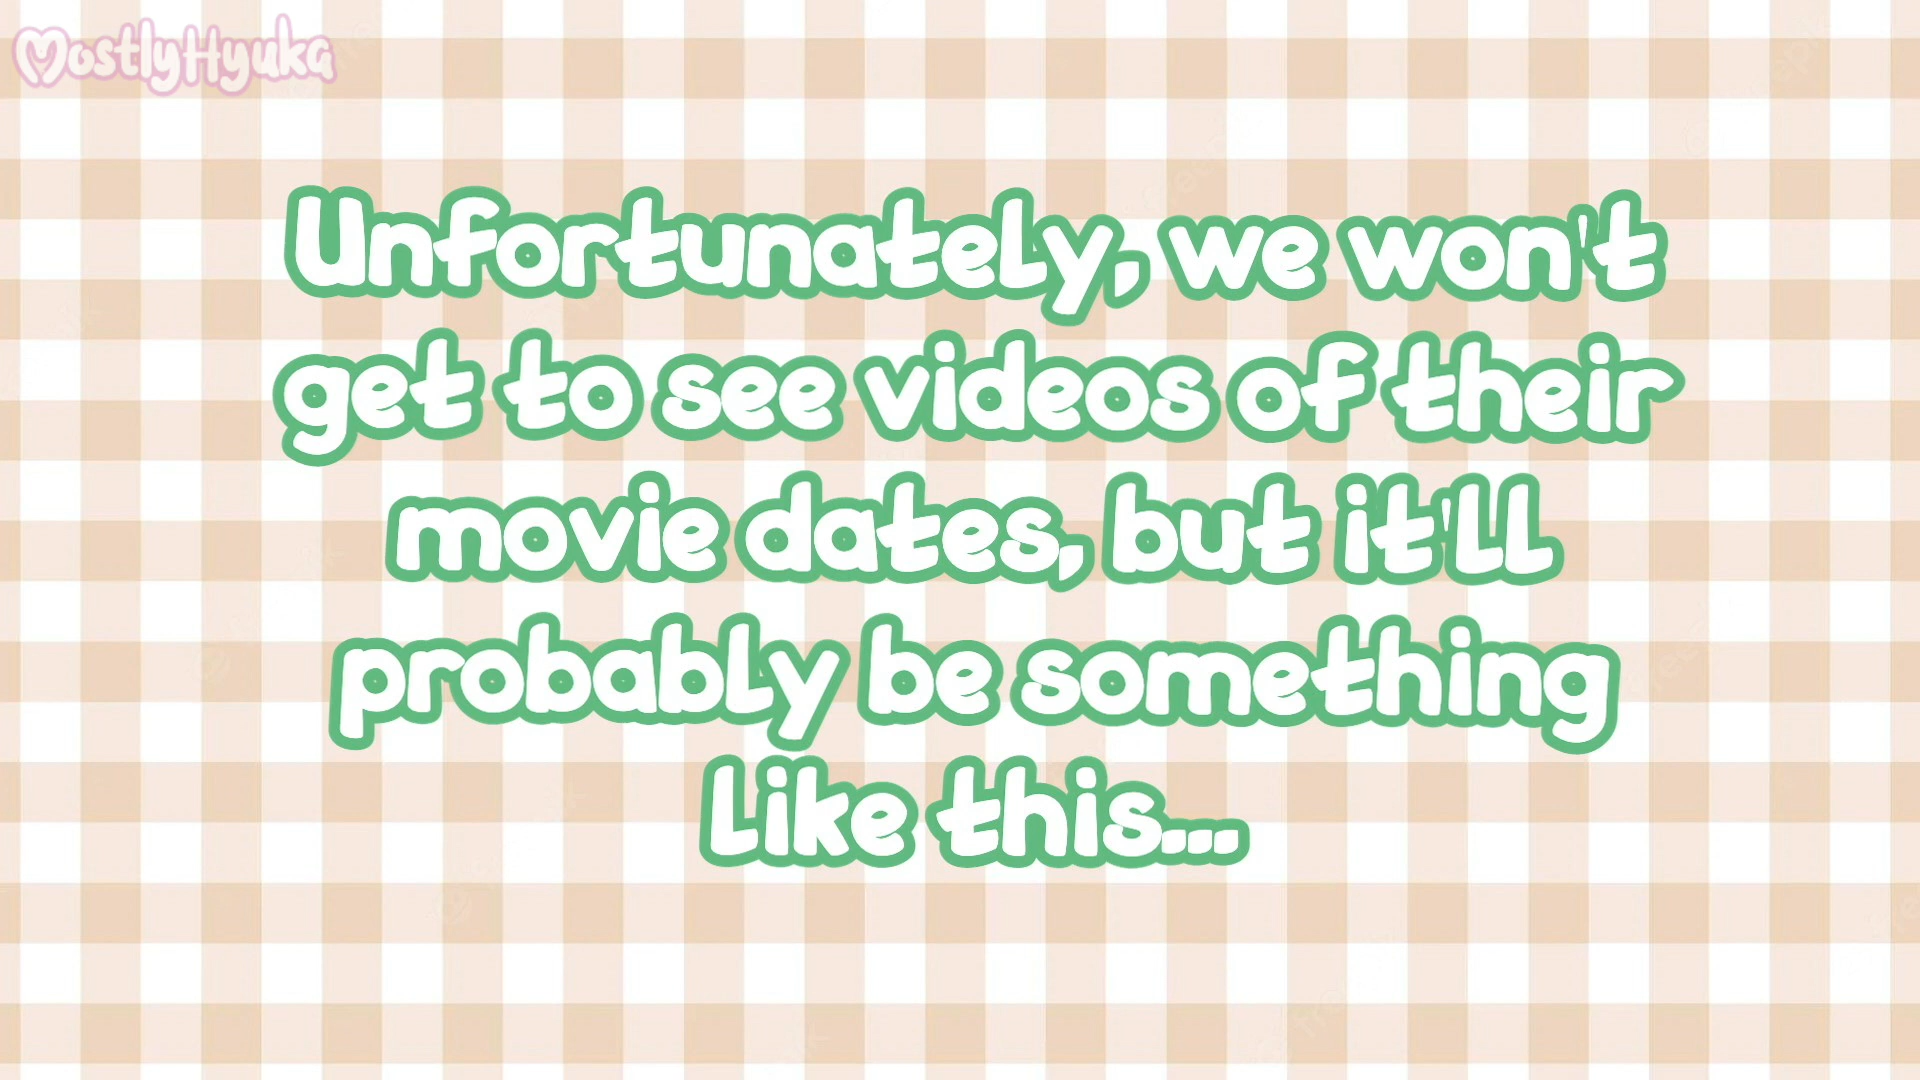 MostlyHyuka
Unfortunately, we won't
get to see videos of their
movie dates, but it'll
probably be something
like this...